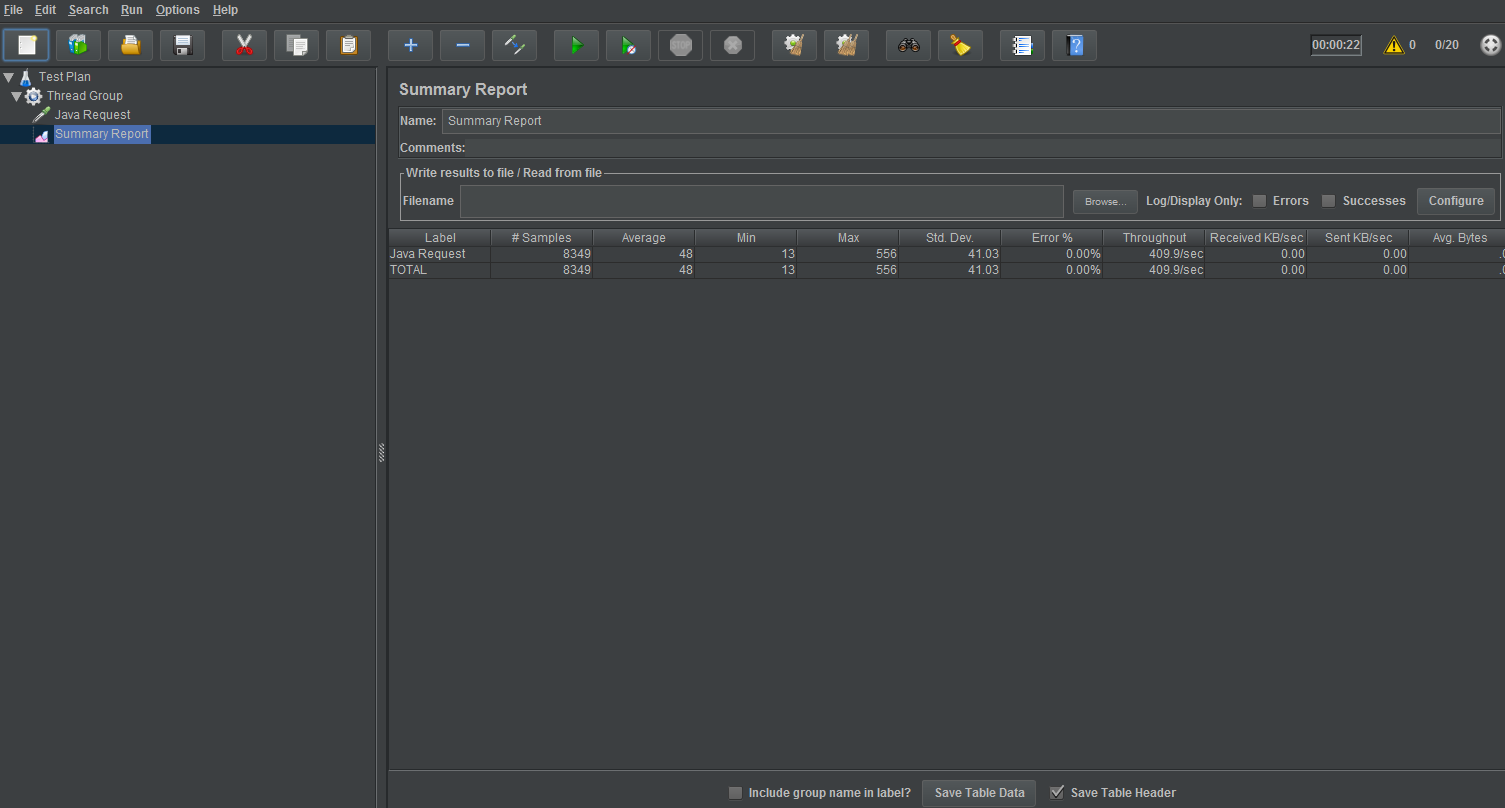 File Edit Search Run Options Help
STOP
00:00:22 0 0/20
Test Plan
Thread Group
Java Request
Summary Report
Summary Report
Name: Summary Report
Comments:
Write results to file / Read from file
Filename Browse... Log/Display Only: Errors Successes Configure
Label # Samples Average Min Max Std. Dev. Error % Throughput Received KB/sec Sent KB/sec Avg. Bytes
Java Request 8349 48 13 556 41.03 0.00% 409.9/sec 0.00 0.00
TOTAL 8349 48 13 556 41.03 0.00% 409.9/sec 0.00 0.00
Include group name in label? Save Table Data Save Table Header